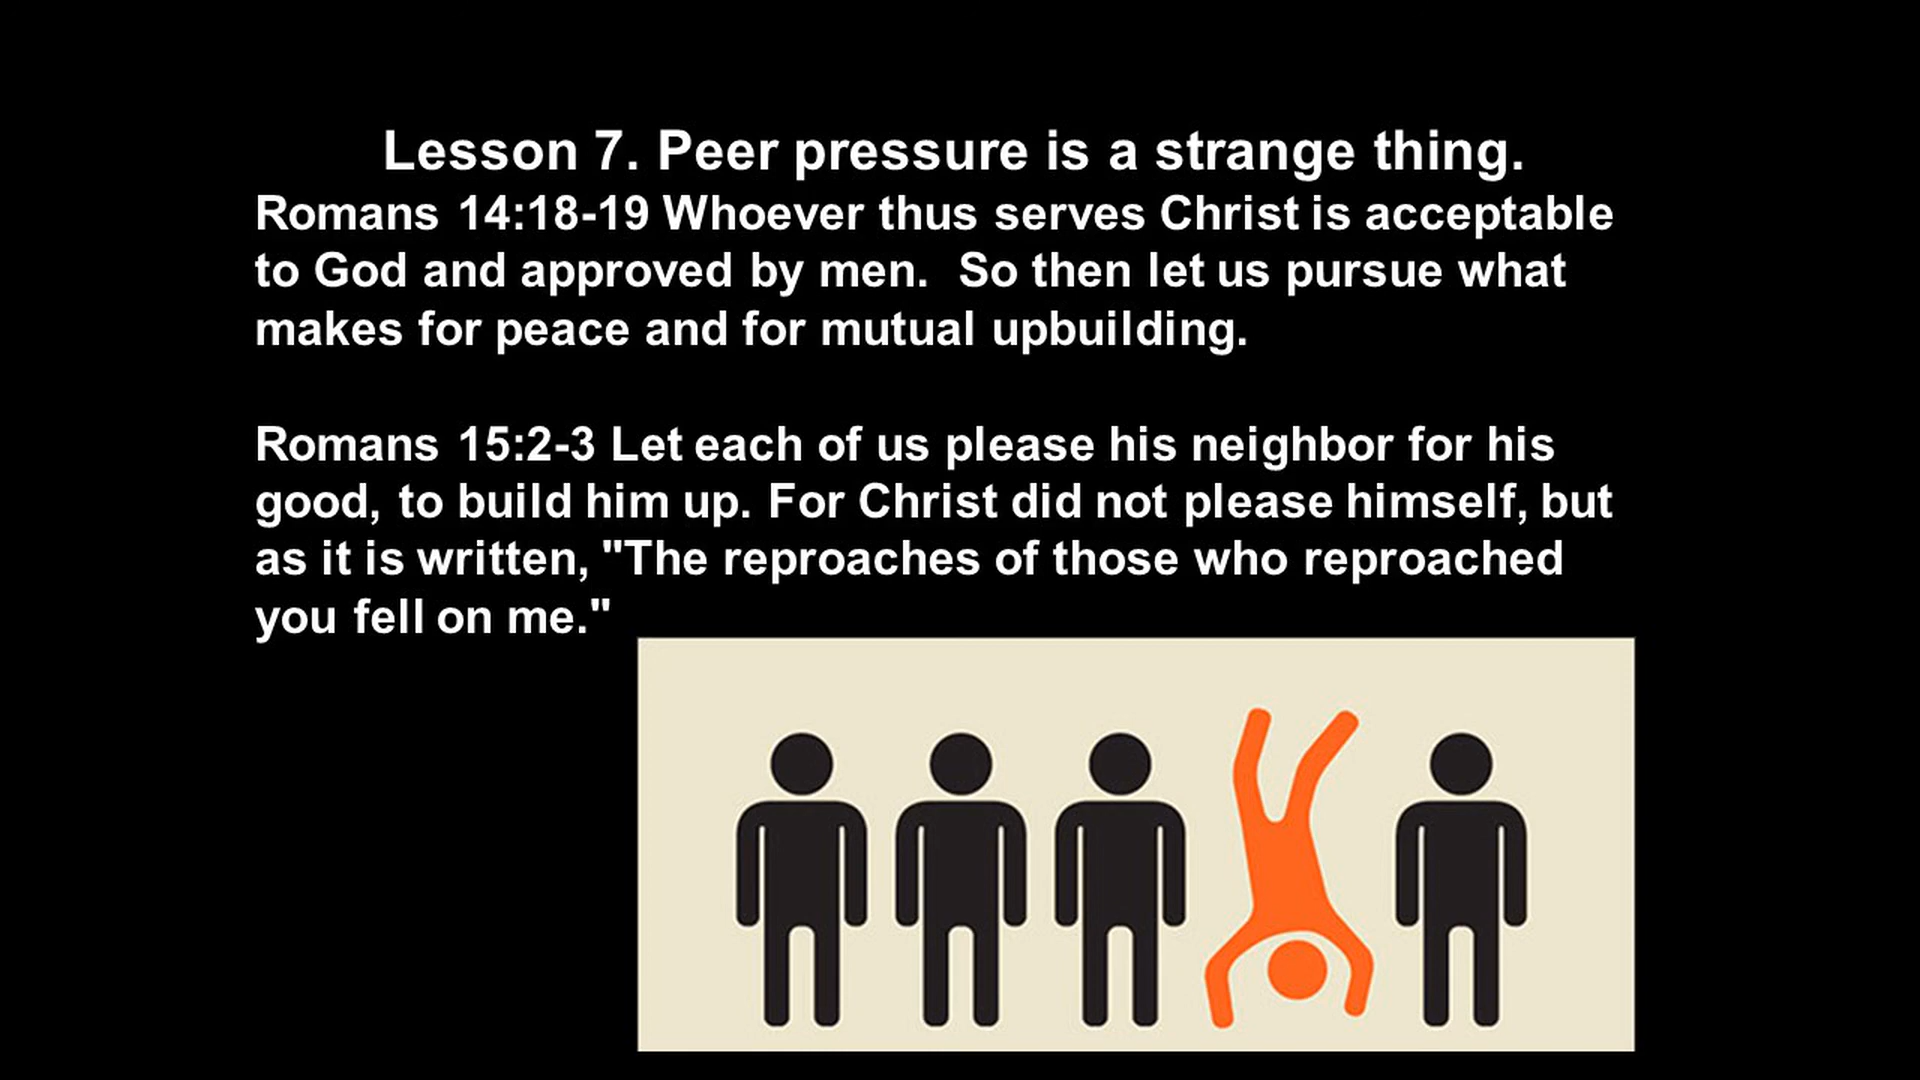 Lesson 7. Peer pressure is a strange thing.
Romans 14:18-19 Whoever thus serves Christ is acceptable
to God and approved by men.  So then let us pursue what
makes for peace and for mutual upbuilding.
Romans 15:2-3 Let each of us please his neighbor for his
good, to build him up. For Christ did not please himself, but
as it is written, "The reproaches of those who reproached
you fell on me."